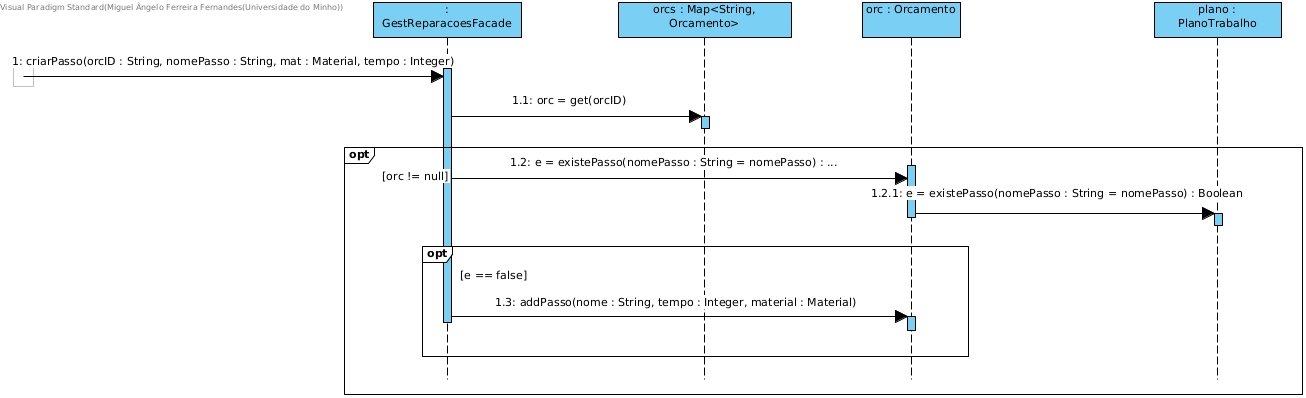 Visual Paradigm Standard(Miguel Ângelo Ferreira Fernandes(Universidade do Minho))
:
GestReparacoesFacade
orcs : Map<String,
Orcamento>
orc : Orcamento
plano :
PlanoTrabalho
1: criarPasso(orcID : String, nomePasso : String, mat : Material, tempo : Integer)
1.1: orc = get(orcID)
opt
1.2: e = existePasso(nomePasso : String = nomePasso) : ...
[orc != null]
1.2.1: e = existePasso(nomePasso : String = nomePasso) : Boolean
opt
[e == false]
1.3: addPasso(nome : String, tempo : Integer, material : Material)